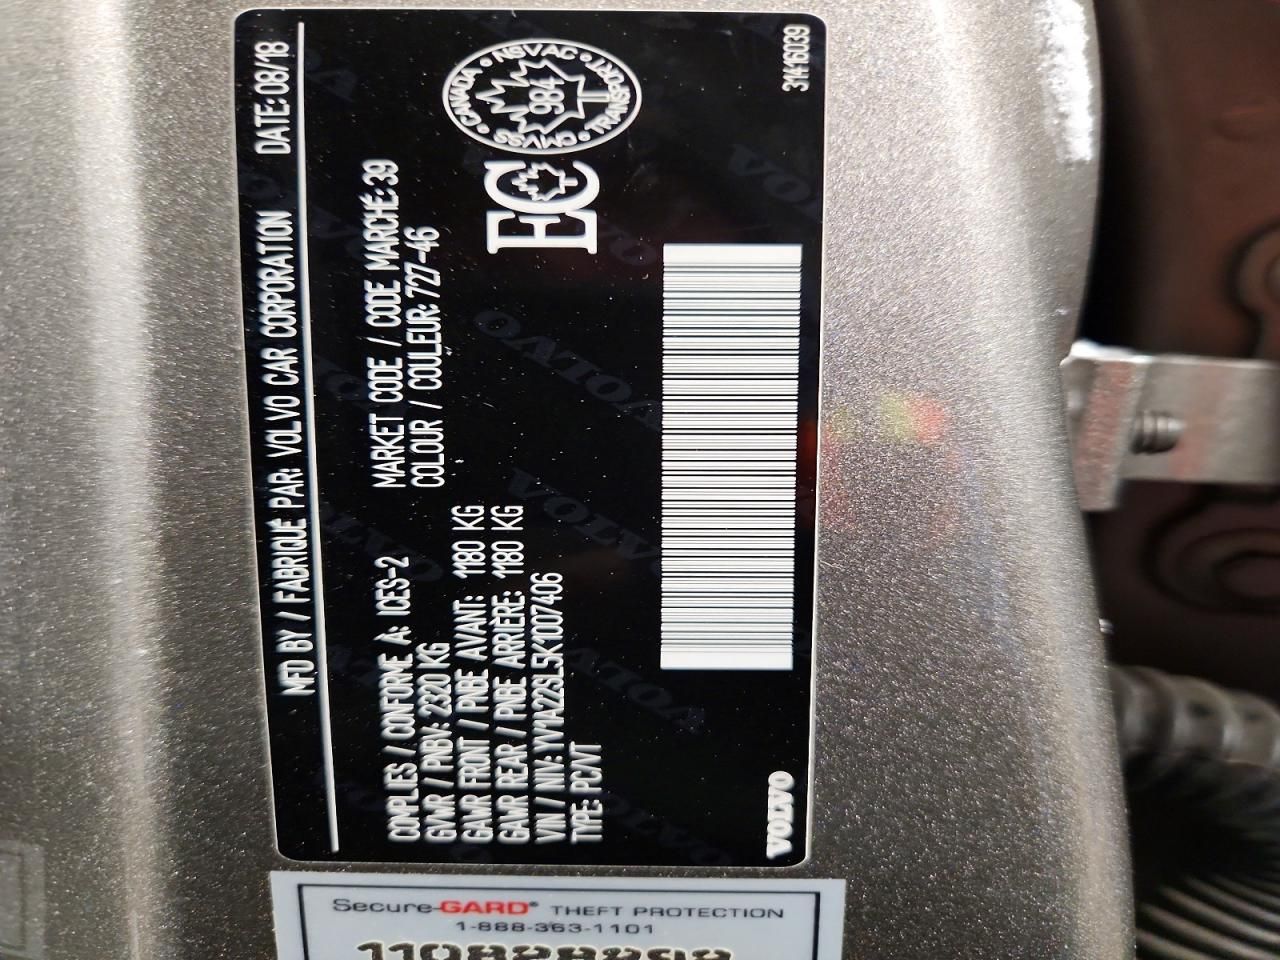 MFD BY / FABRIQUÉ PAR: VOLVO CAR CORPORATION DATE: 08/18
COMPLIES / CONFORME À: ICES-2 MARKET CODE / CODE MARCHÉ: 39
GVWR / PNBV: 2320 KG COLOUR / COULEUR: 727-46
GAWR FRONT / PNBE AVANT: 1180 KG
GAWR REAR / PNBE ARRIÈRE: 1180 KG
VIN / NIV: YV1A22SL5K1007406
TYPE: PC/VT
EC
CANADA • NSVAC • TRANSPORT • CMVSS
984
VOLVO
31416039
Secure-GARD® THEFT PROTECTION
1-888-363-1101